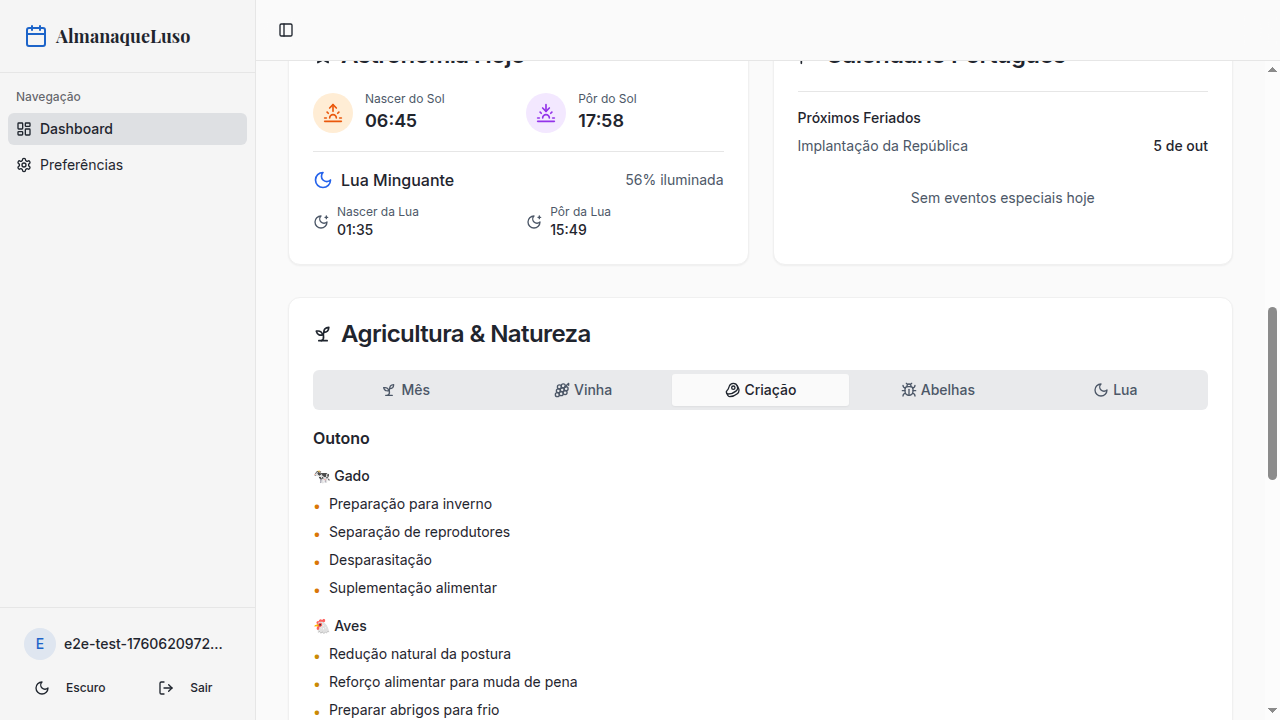 AlmanaqueLuso
Navegação
Dashboard
Preferências
Astronomia Hoje
Nascer do Sol
06:45
Pôr do Sol
17:58
Lua Minguante
56% iluminada
Nascer da Lua
01:35
Pôr da Lua
15:49
Calendário Português
Próximos Feriados
Implantação da República
5 de out
Sem eventos especiais hoje
Agricultura & Natureza
Mês
Vinha
Criação
Abelhas
Lua
Outono
Gado
Preparação para inverno
Separação de reprodutores
Desparasitação
Suplementação alimentar
Aves
Redução natural da postura
Reforço alimentar para muda de pena
Preparar abrigos para frio
E
e2e-test-1760620972...
Escuro
Sair